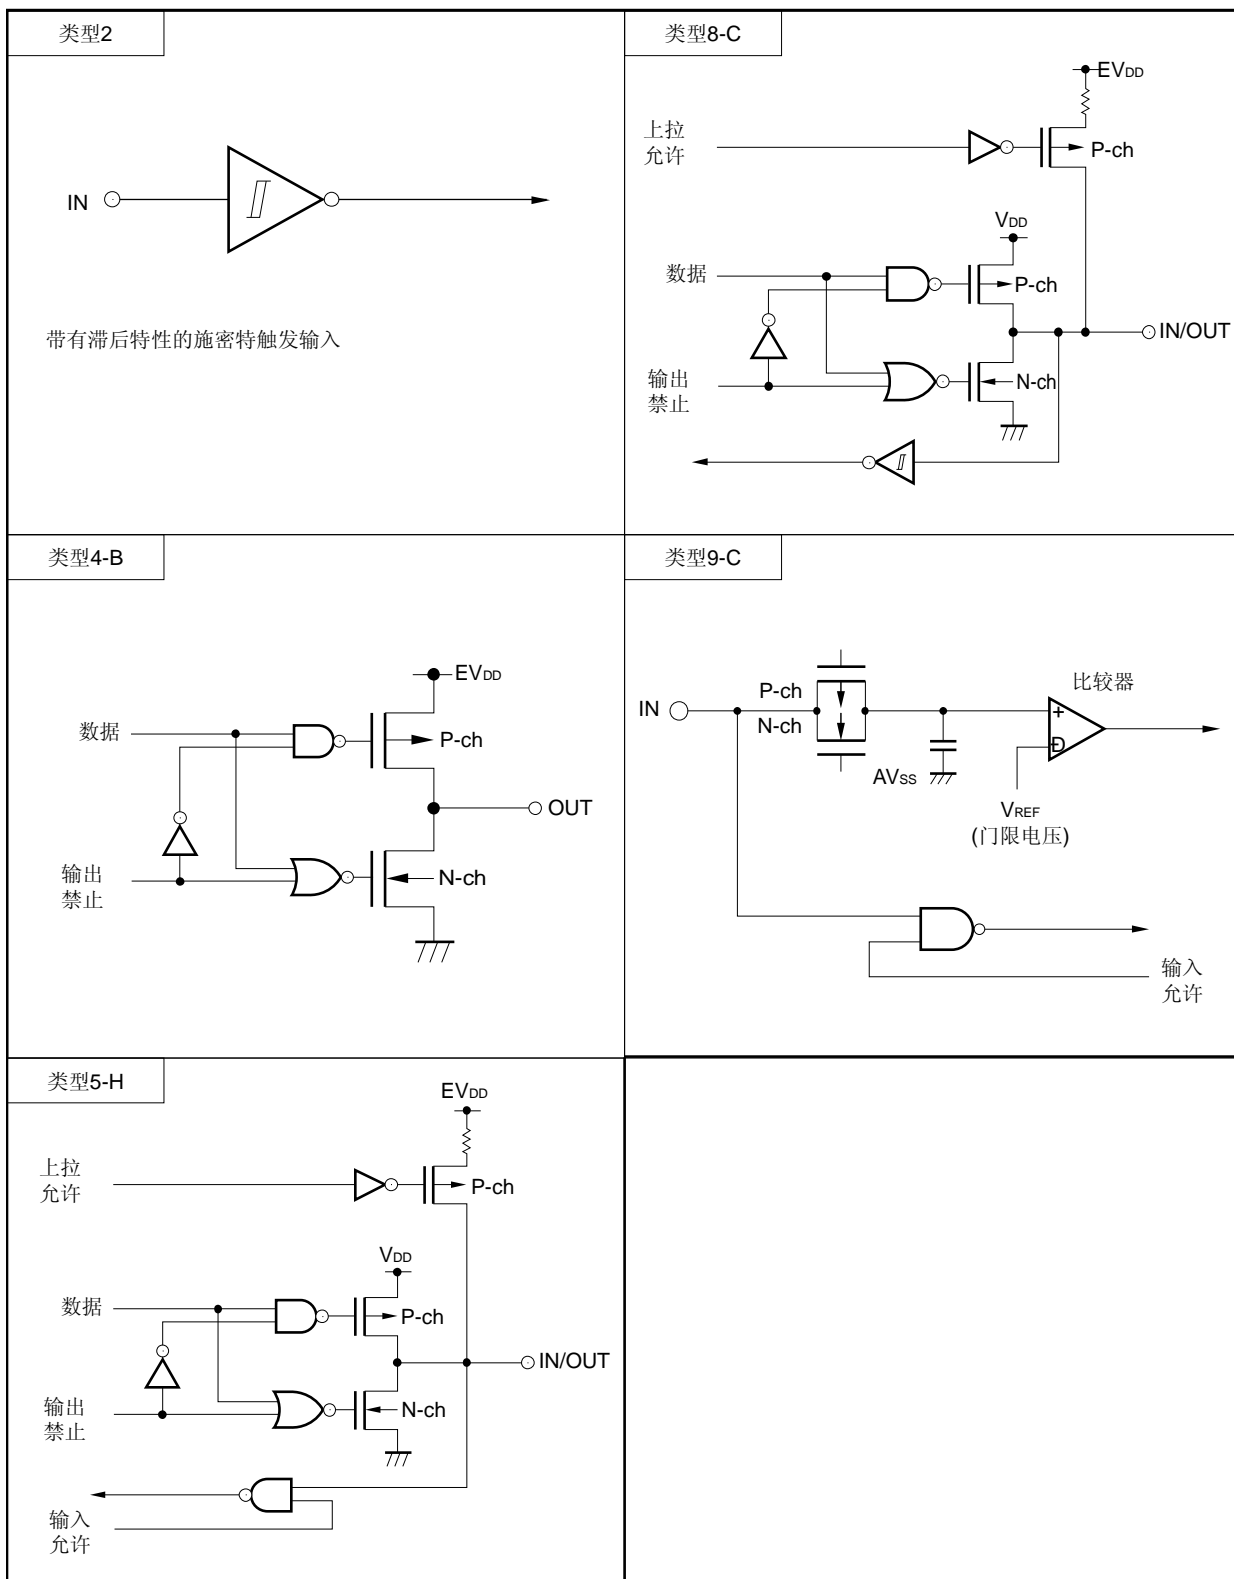 类型2
IN
带有滞后特性的施密特触发输入
类型8-C
EVDD
上拉
允许
P-ch
VDD
数据
P-ch
IN/OUT
输出
禁止
N-ch
类型4-B
EVDD
数据
P-ch
OUT
输出
禁止
N-ch
类型9-C
比较器
P-ch
IN
N-ch
+
AVSS
VREF
(门限电压)
输入
允许
类型5-H
EVDD
上拉
允许
P-ch
VDD
数据
P-ch
IN/OUT
输出
禁止
N-ch
输入
允许